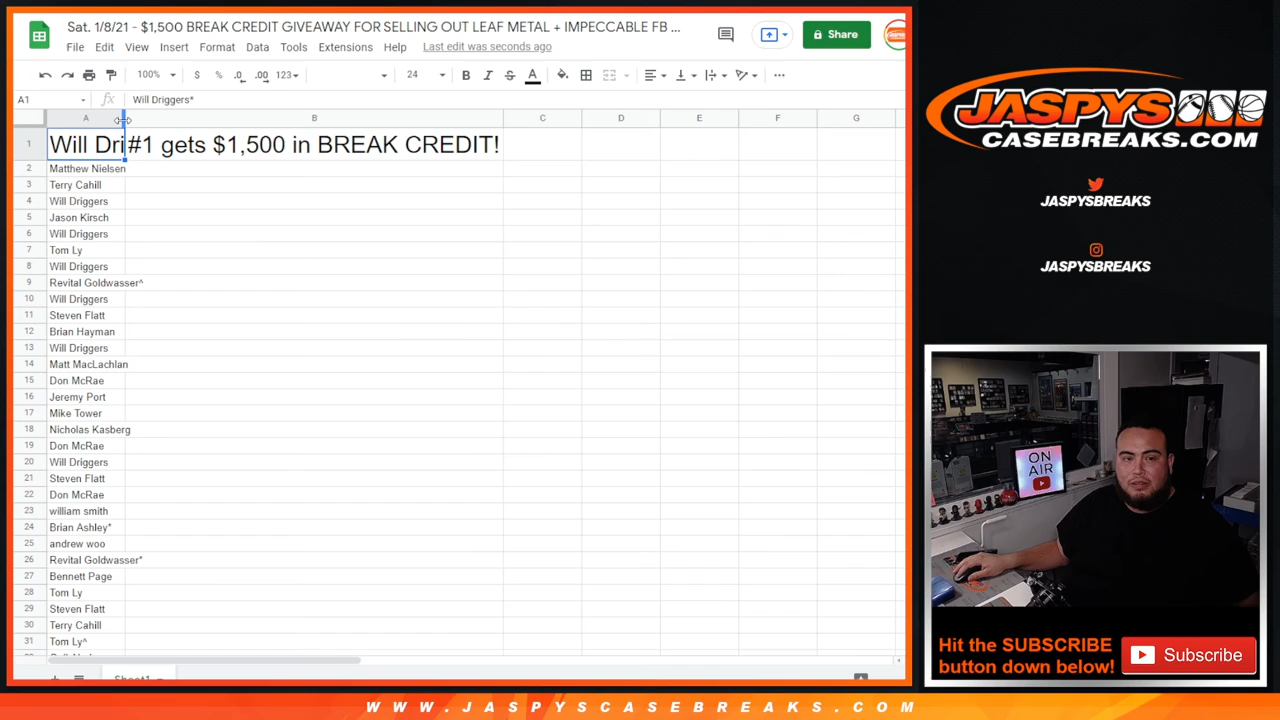 Sat. 1/8/21 - $1,500 BREAK CREDIT GIVEAWAY FOR SELLING OUT LEAF METAL + IMPECCABLE FB ...
File Edit View Insert Format Data Tools Extensions Help Last edit was seconds ago
Share
100% $ % .0 .00 123 24 B I S A
A1 fx Will Driggers*
A B C D E F G
1 Will Dri #1 gets $1,500 in BREAK CREDIT!
2 Matthew Nielsen
3 Terry Cahill
4 Will Driggers
5 Jason Kirsch
6 Will Driggers
7 Tom Ly
8 Will Driggers
9 Revital Goldwasser^
10 Will Driggers
11 Steven Flatt
12 Brian Hayman
13 Will Driggers
14 Matt MacLachlan
15 Don McRae
16 Jeremy Port
17 Mike Tower
18 Nicholas Kasberg
19 Don McRae
20 Will Driggers
21 Steven Flatt
22 Don McRae
23 william smith
24 Brian Ashley*
25 andrew woo
26 Revital Goldwasser*
27 Bennett Page
28 Tom Ly
29 Steven Flatt
30 Terry Cahill
31 Tom Ly^
Sheet1
JASPYS
CASEBREAKS.COM
JASPYSBREAKS
JASPYSBREAKS
ON
AIR
Hit the SUBSCRIBE
button down below!
Subscribe
WWW.JASPYSCASEBREAKS.COM